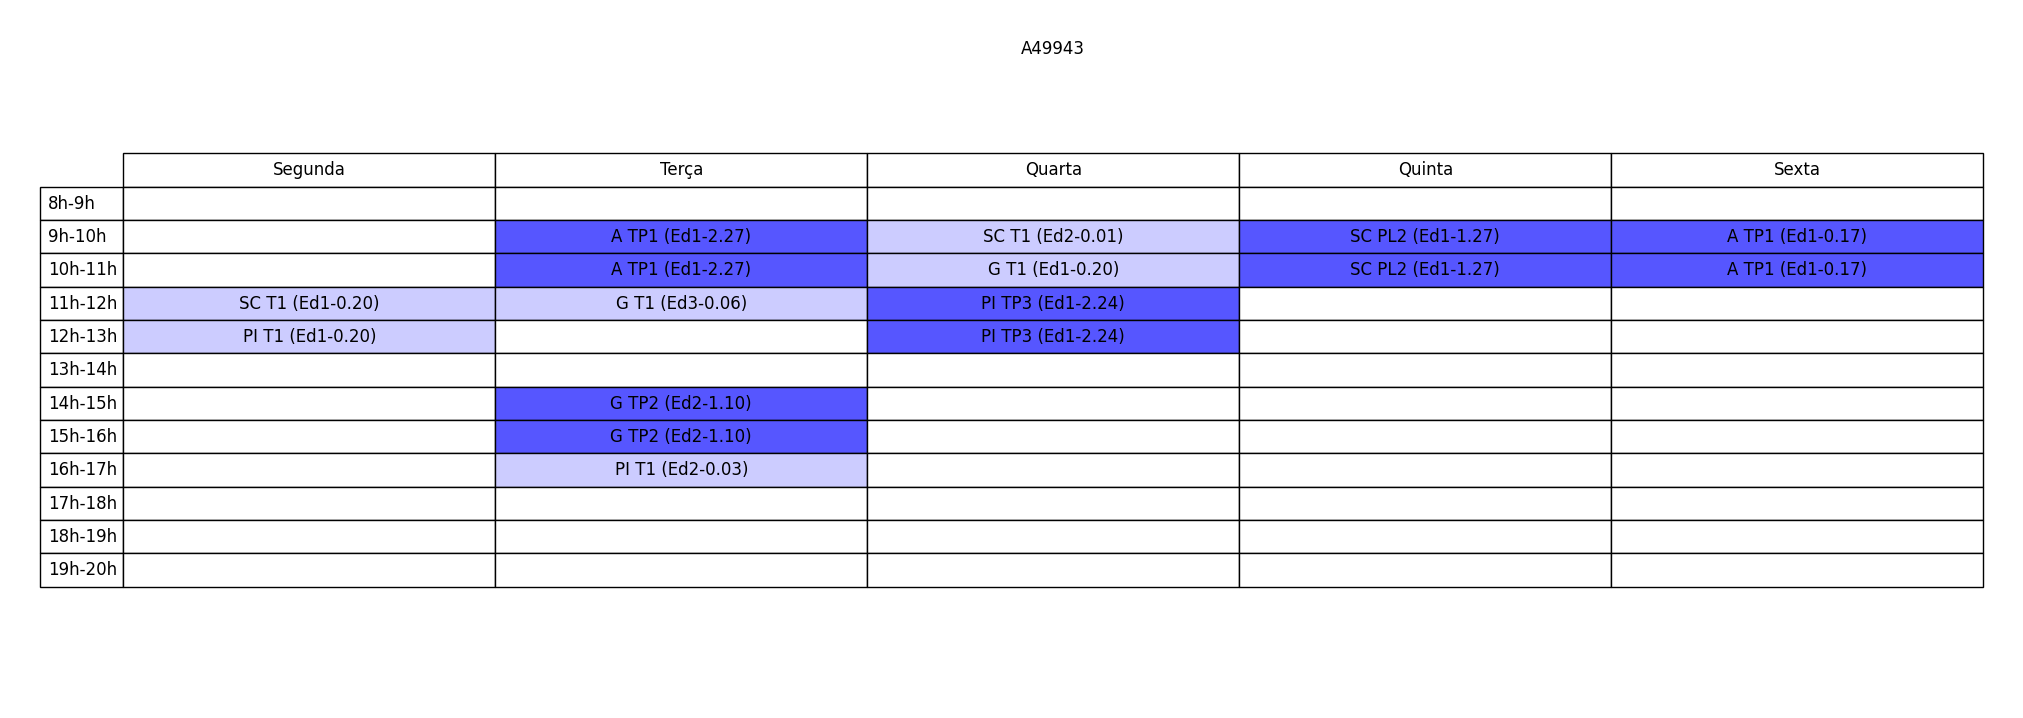 A49943
Segunda Terça Quarta Quinta Sexta
8h-9h
9h-10h A TP1 (Ed1-2.27) SC T1 (Ed2-0.01) SC PL2 (Ed1-1.27) A TP1 (Ed1-0.17)
10h-11h A TP1 (Ed1-2.27) G T1 (Ed1-0.20) SC PL2 (Ed1-1.27) A TP1 (Ed1-0.17)
11h-12h SC T1 (Ed1-0.20) G T1 (Ed3-0.06) PI TP3 (Ed1-2.24)
12h-13h PI T1 (Ed1-0.20) PI TP3 (Ed1-2.24)
13h-14h
14h-15h G TP2 (Ed2-1.10)
15h-16h G TP2 (Ed2-1.10)
16h-17h PI T1 (Ed2-0.03)
17h-18h
18h-19h
19h-20h